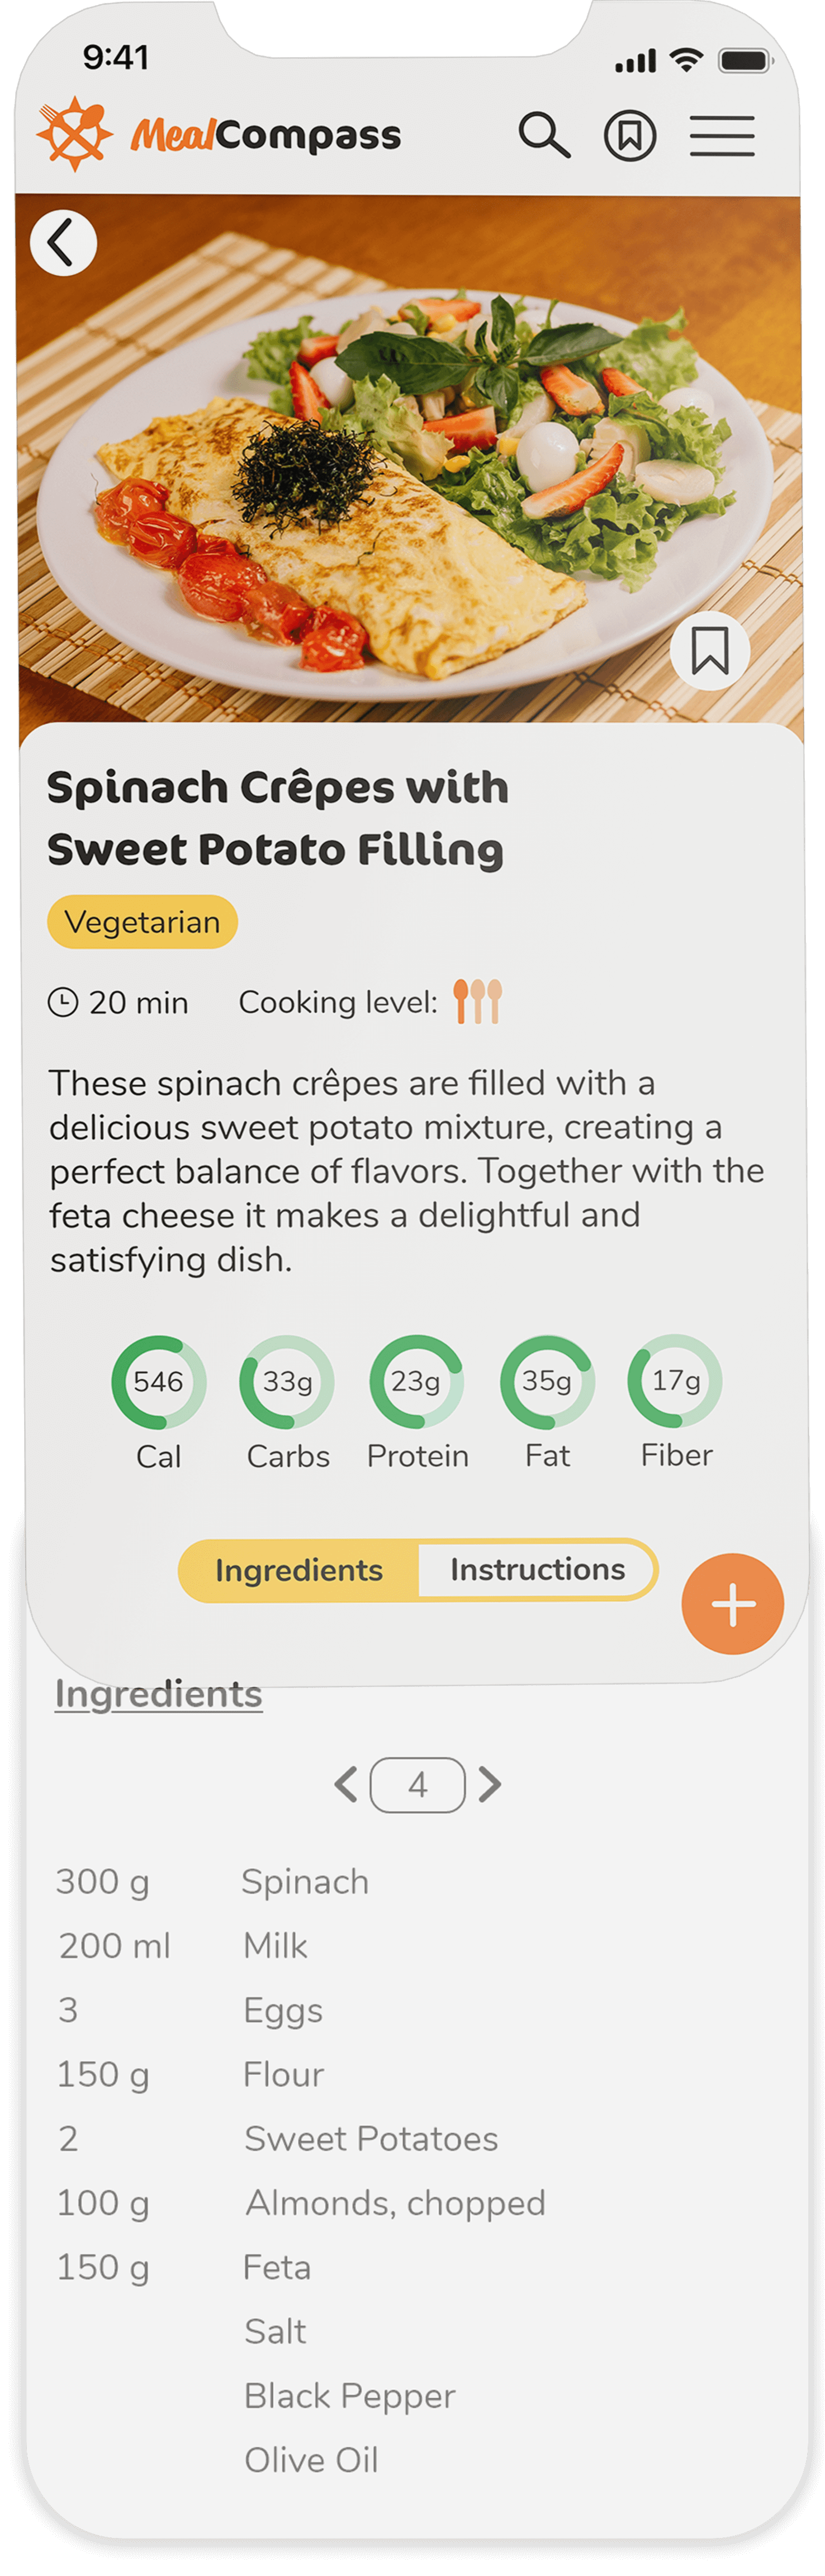 9:41
MealCompass
Spinach Crêpes with
Sweet Potato Filling
Vegetarian
20 min Cooking level:
These spinach crêpes are filled with a
delicious sweet potato mixture, creating a
perfect balance of flavors. Together with the
feta cheese it makes a delightful and
satisfying dish.
546 33g 23g 35g 17g
Cal Carbs Protein Fat Fiber
Ingredients Instructions
Ingredients
4
300 g Spinach
200 ml Milk
3 Eggs
150 g Flour
2 Sweet Potatoes
100 g Almonds, chopped
150 g Feta
Salt
Black Pepper
Olive Oil